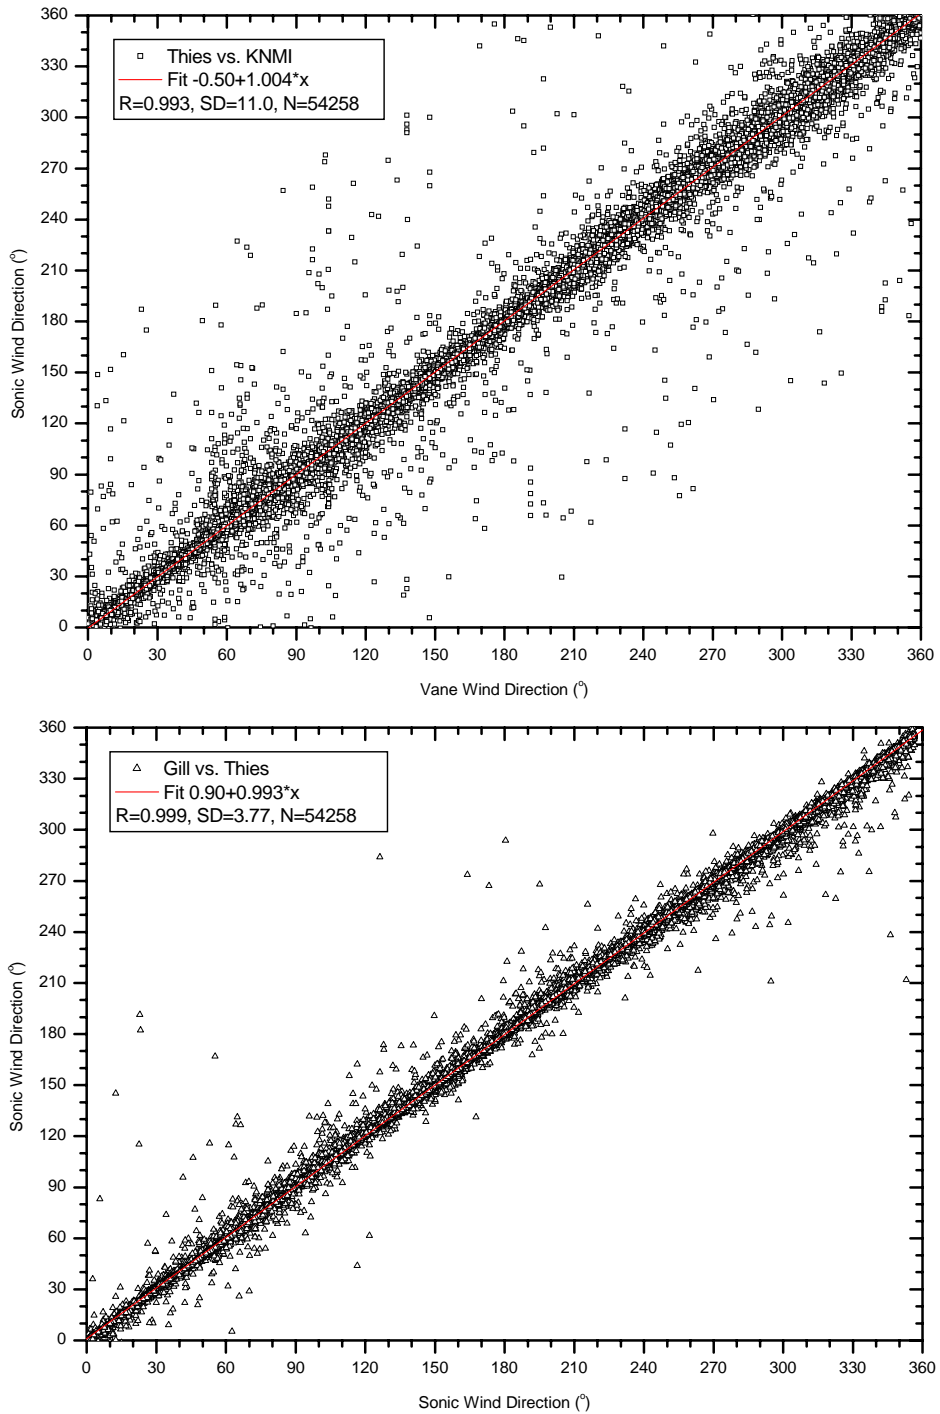 360
330
300
270
240
210
180
150
120
90
60
30
0
Sonic Wind Direction (°)
Thies vs. KNMI
Fit -0.50+1.004*x
R=0.993, SD=11.0, N=54258
0 30 60 90 120 150 180 210 240 270 300 330 360
Vane Wind Direction (°)
360
330
300
270
240
210
180
150
120
90
60
30
0
Sonic Wind Direction (°)
Gill vs. Thies
Fit 0.90+0.993*x
R=0.999, SD=3.77, N=54258
0 30 60 90 120 150 180 210 240 270 300 330 360
Sonic Wind Direction (°)